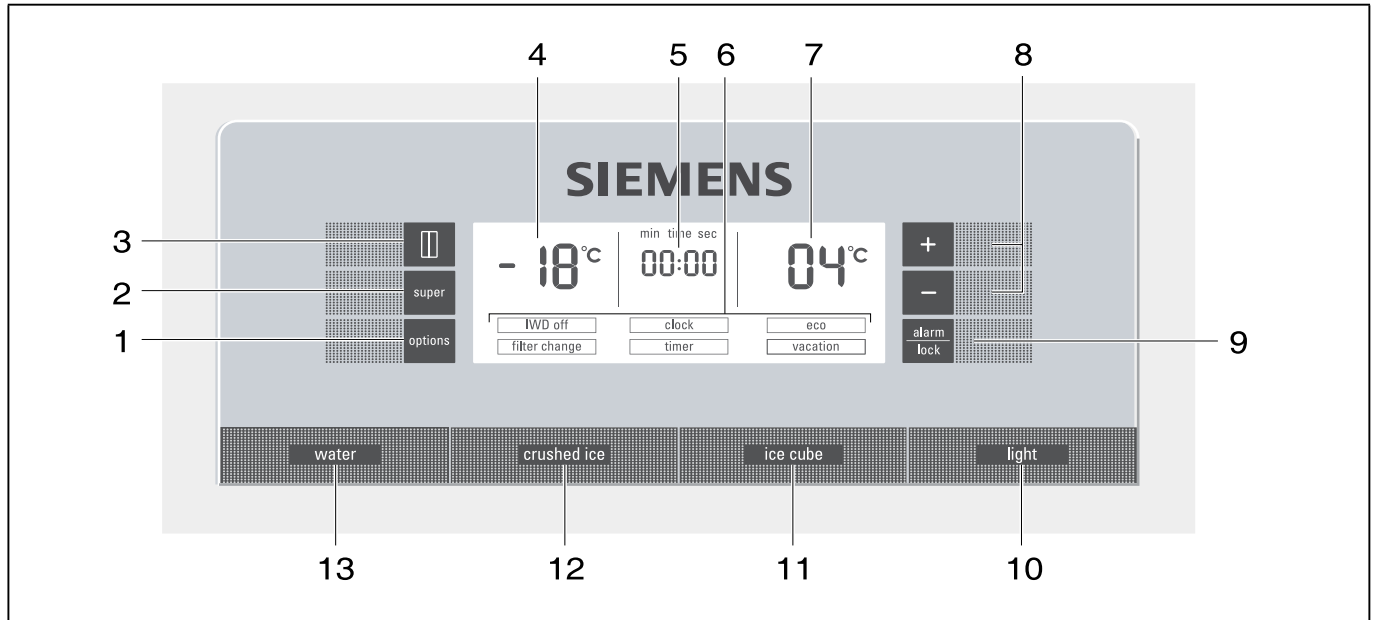 4 5 6 7 8
SIEMENS
min time sec
3 - 18°C 00:00 04°C +
2 super −
IWD off clock eco
1 options filter change timer vacation alarm lock 9
water crushed ice ice cube light
13 12 11 10